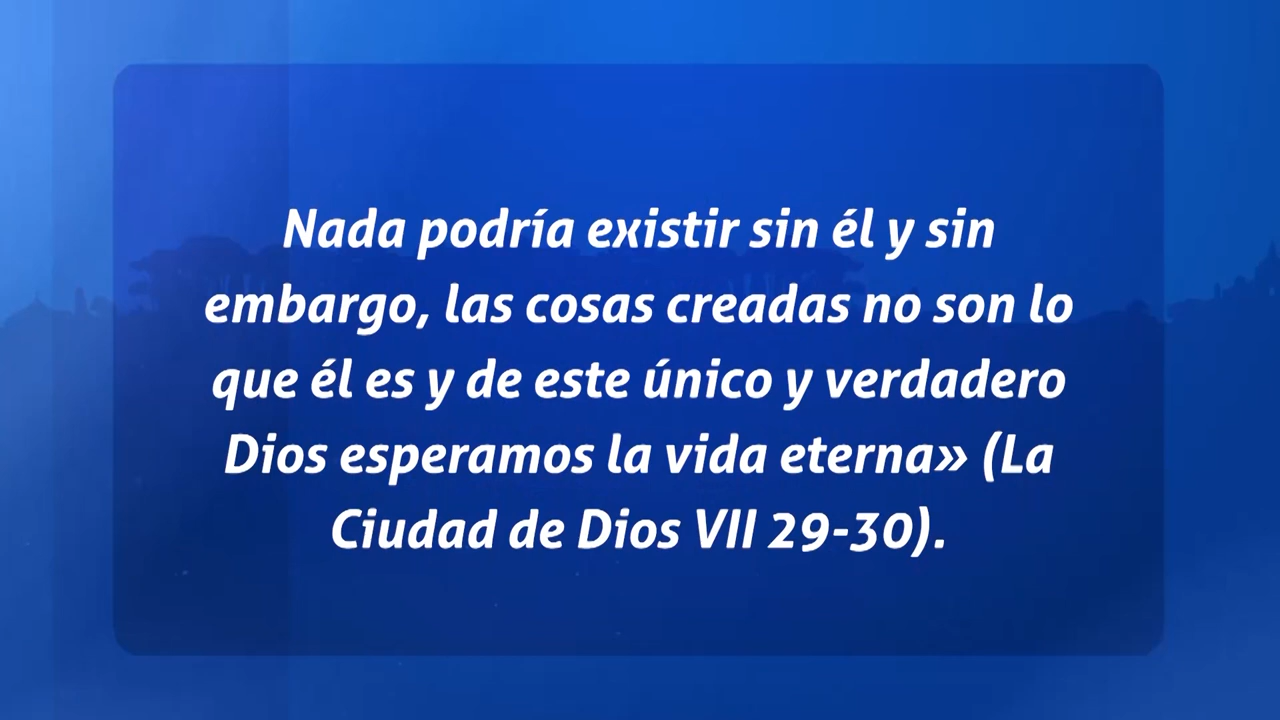 Nada podría existir sin él y sin
embargo, las cosas creadas no son lo
que él es y de este único y verdadero
Dios esperamos la vida eterna» (La
Ciudad de Dios VII 29-30).